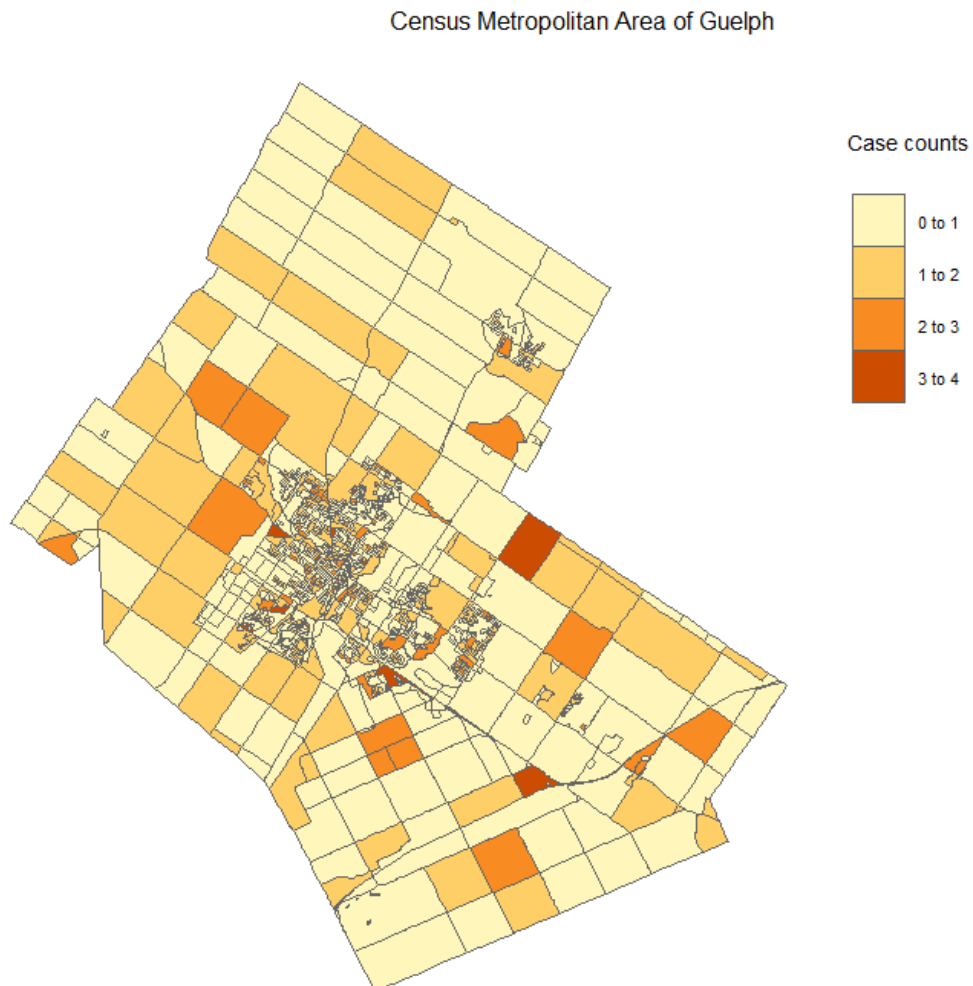 Census Metropolitan Area of Guelph
Case counts
0 to 1
1 to 2
2 to 3
3 to 4